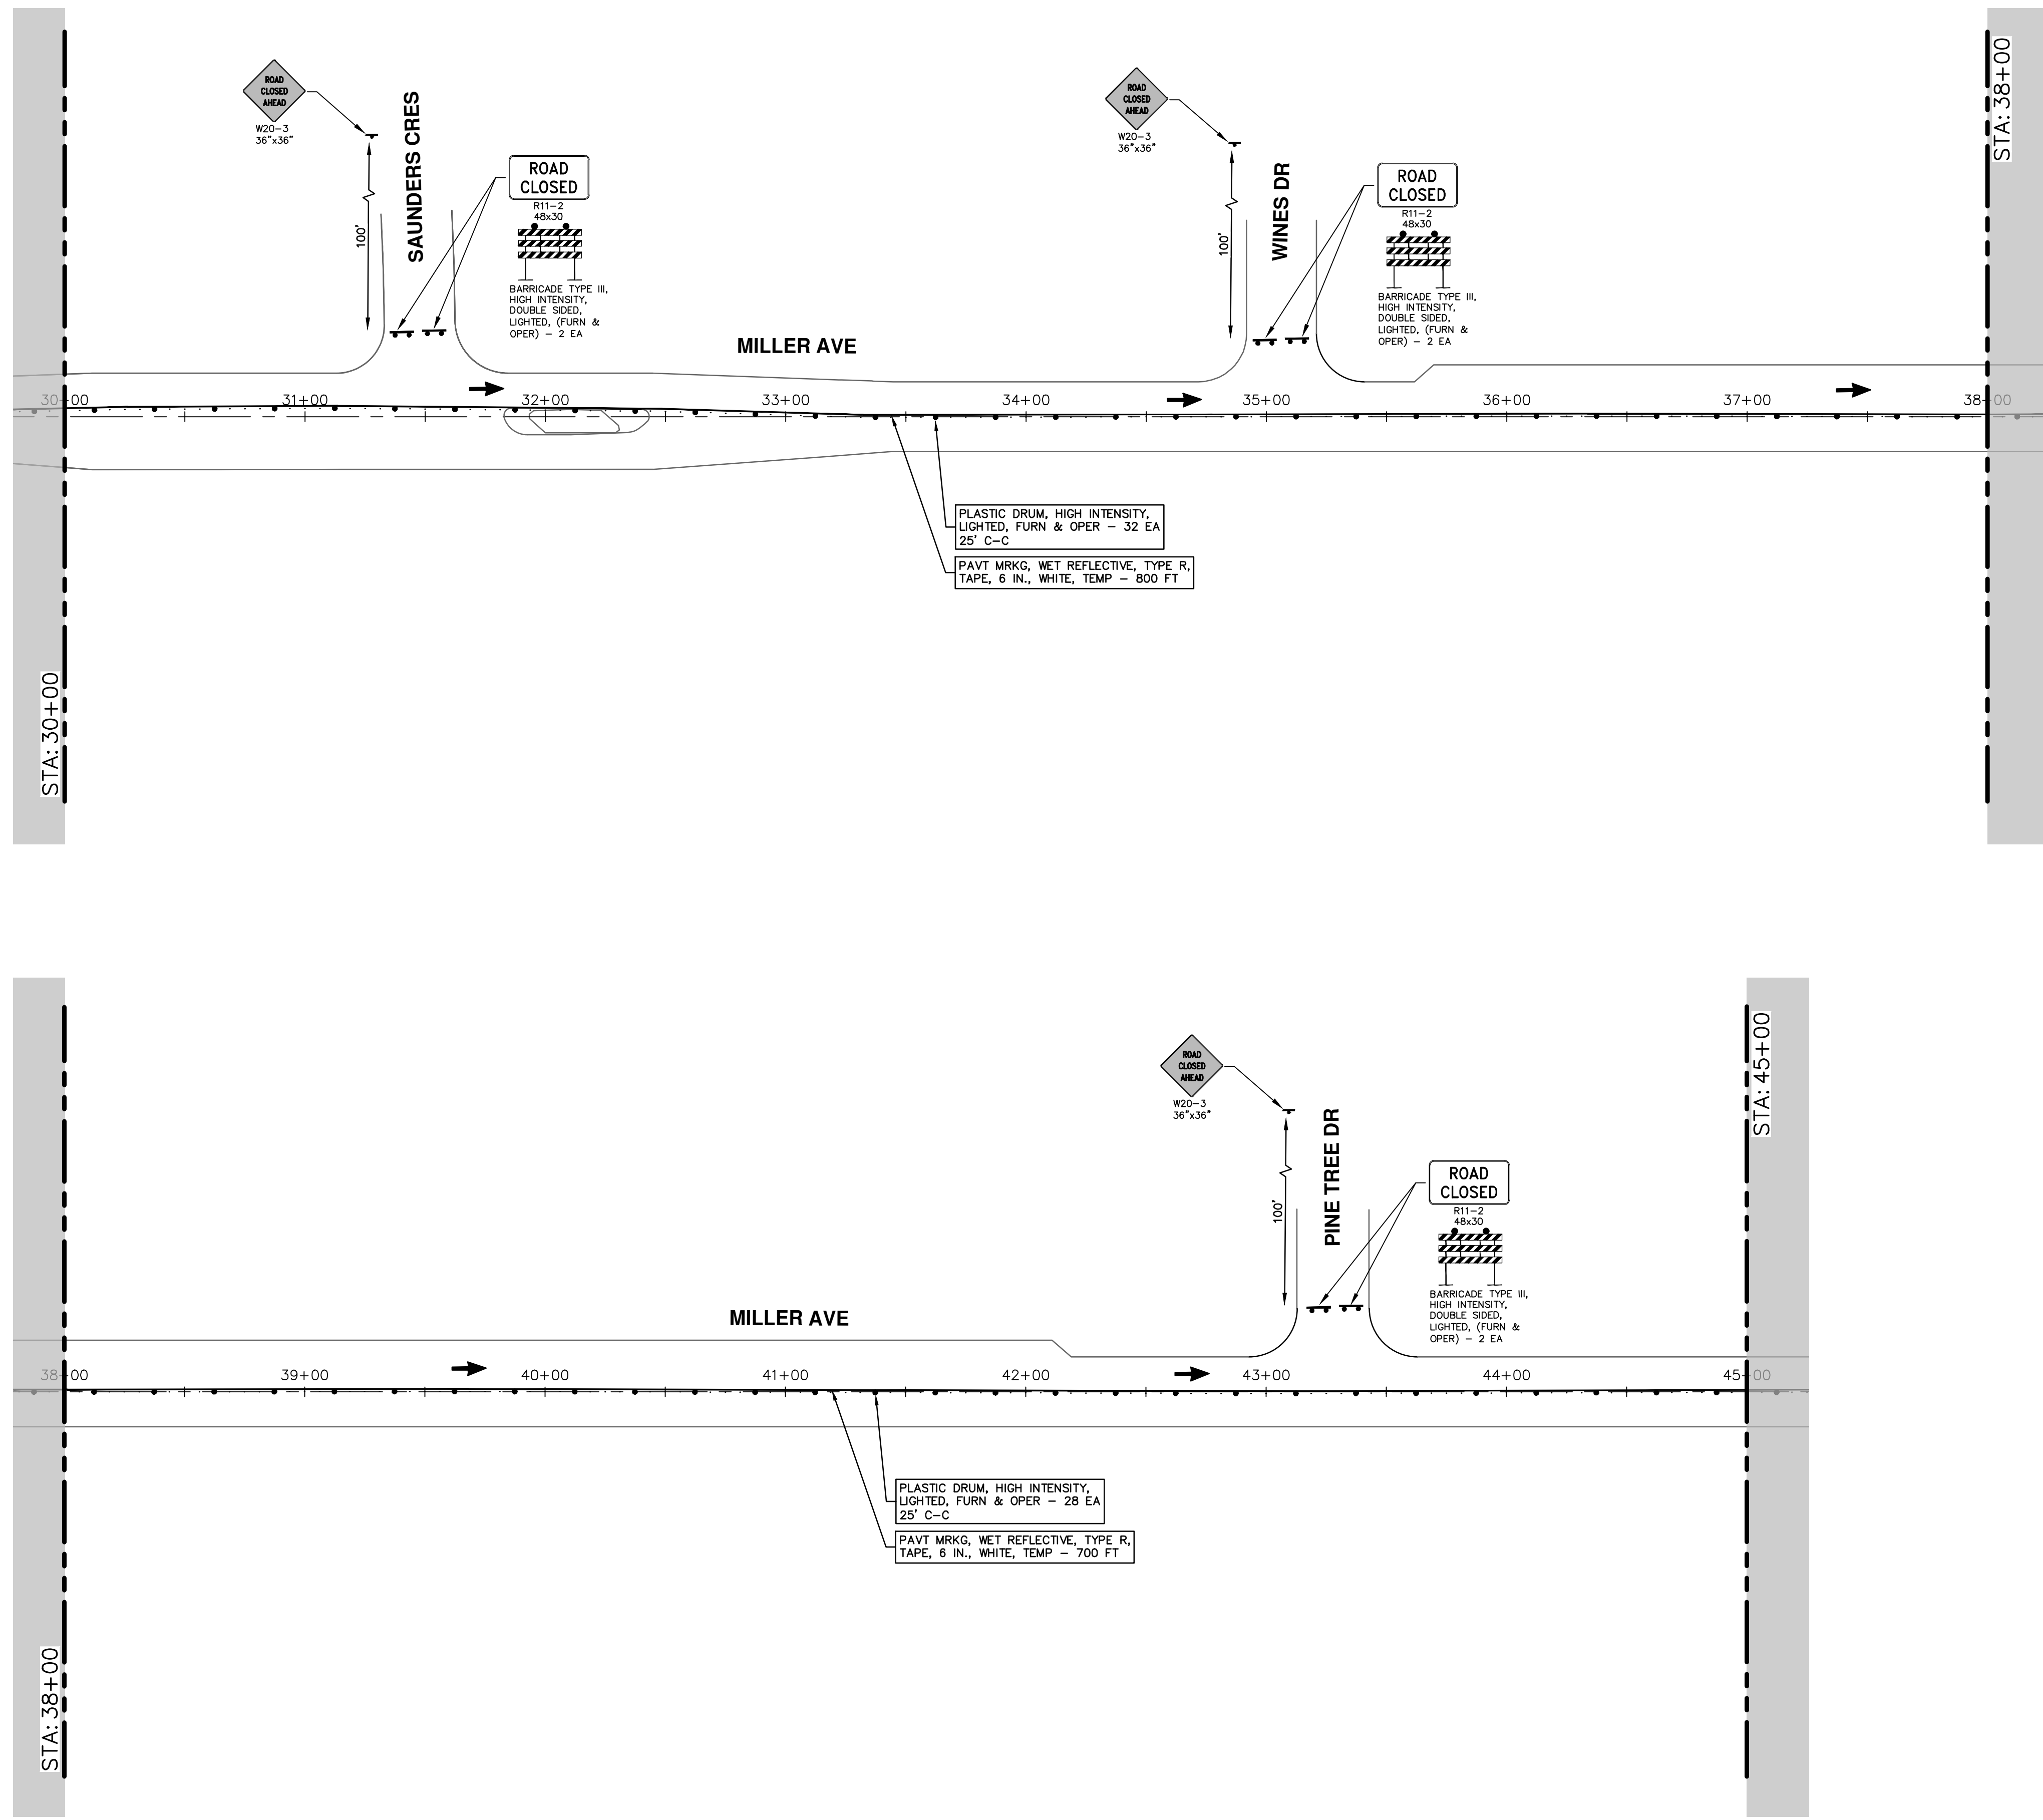 STA: 38+00
ROAD
CLOSED
AHEAD
W20-3
36"x36"
SAUNDERS CRES
100'
ROAD
CLOSED
R11-2
48x30
BARRICADE TYPE III,
HIGH INTENSITY,
DOUBLE SIDED,
LIGHTED, (FURN &
OPER) – 2 EA
ROAD
CLOSED
AHEAD
W20-3
36"x36"
WINES DR
100'
ROAD
CLOSED
R11-2
48x30
BARRICADE TYPE III,
HIGH INTENSITY,
DOUBLE SIDED,
LIGHTED, (FURN &
OPER) – 2 EA
MILLER AVE
30+00 31+00 32+00 33+00 34+00 35+00 36+00 37+00 38+00
PLASTIC DRUM, HIGH INTENSITY,
LIGHTED, FURN & OPER – 32 EA
25' C-C
PAVT MRKG, WET REFLECTIVE, TYPE R,
TAPE, 6 IN., WHITE, TEMP – 800 FT
STA: 30+00
STA: 45+00
ROAD
CLOSED
AHEAD
W20-3
36"x36"
PINE TREE DR
100'
ROAD
CLOSED
R11-2
48x30
BARRICADE TYPE III,
HIGH INTENSITY,
DOUBLE SIDED,
LIGHTED, (FURN &
OPER) – 2 EA
MILLER AVE
38+00 39+00 40+00 41+00 42+00 43+00 44+00 45+00
PLASTIC DRUM, HIGH INTENSITY,
LIGHTED, FURN & OPER – 28 EA
25' C-C
PAVT MRKG, WET REFLECTIVE, TYPE R,
TAPE, 6 IN., WHITE, TEMP – 700 FT
STA: 38+00